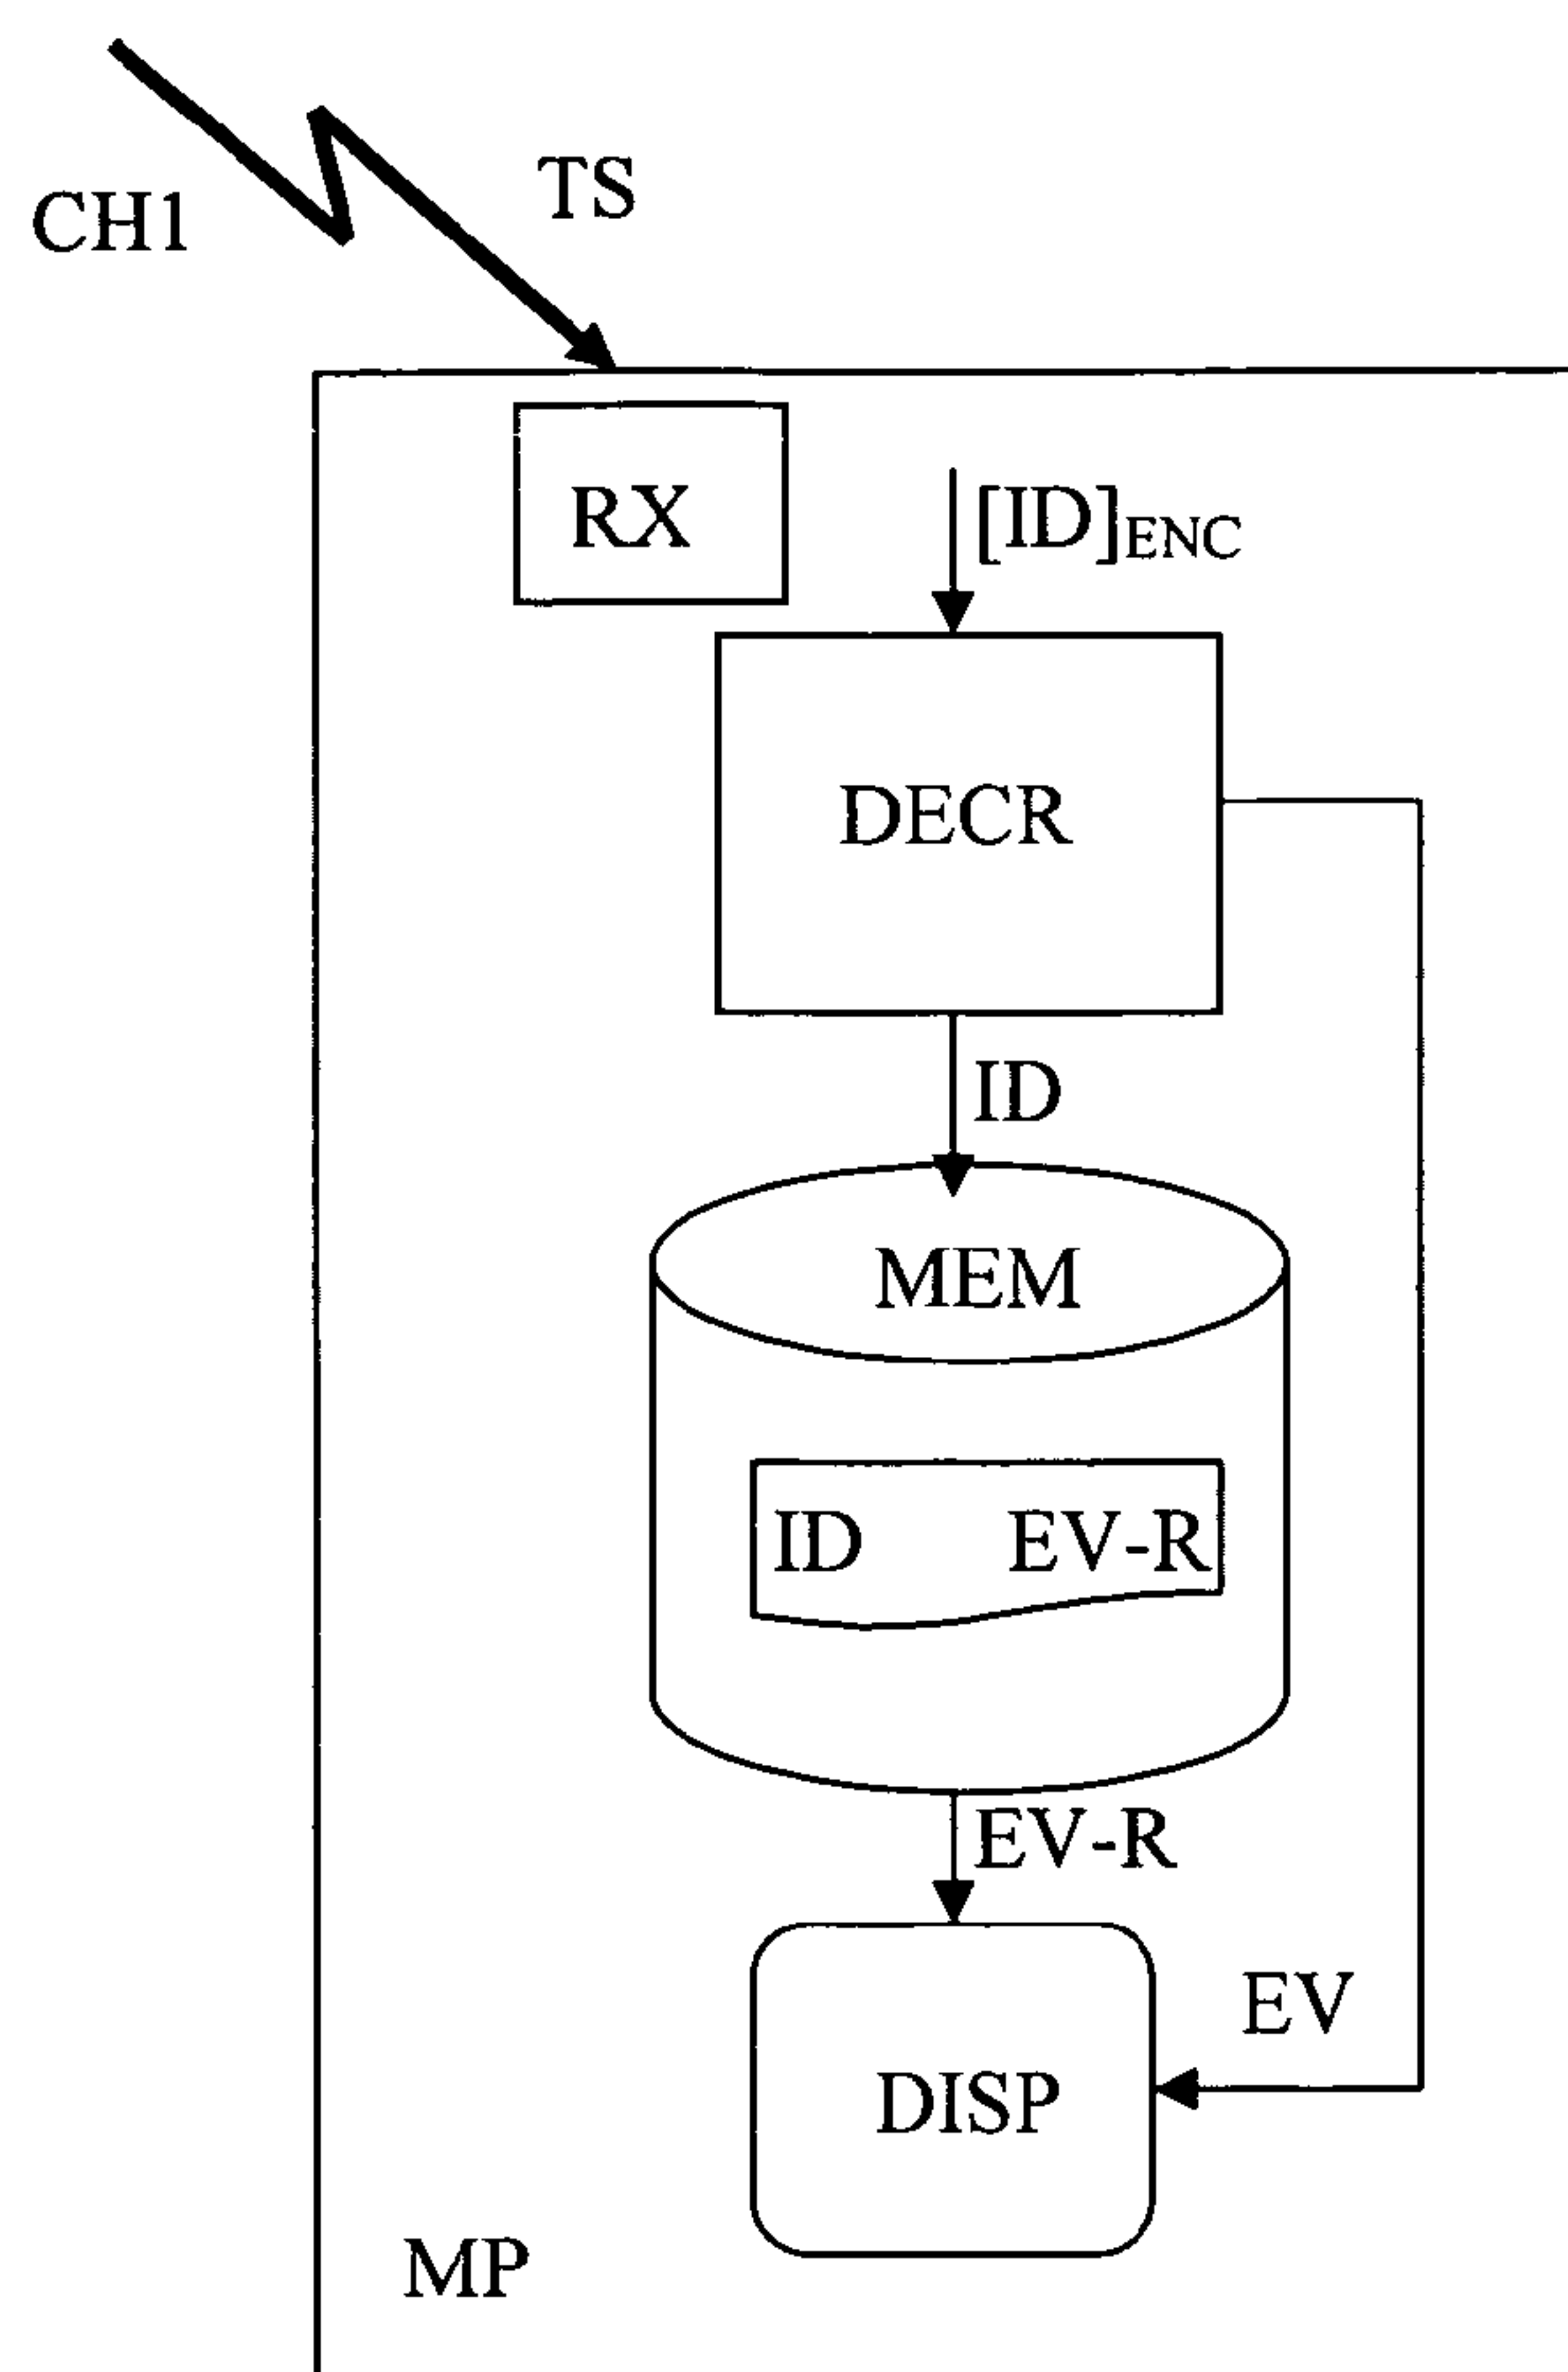 TS
CH1
RX
[ID]ENC
DECR
ID
MEM
ID EV-R
EV-R
EV
DISP
MP